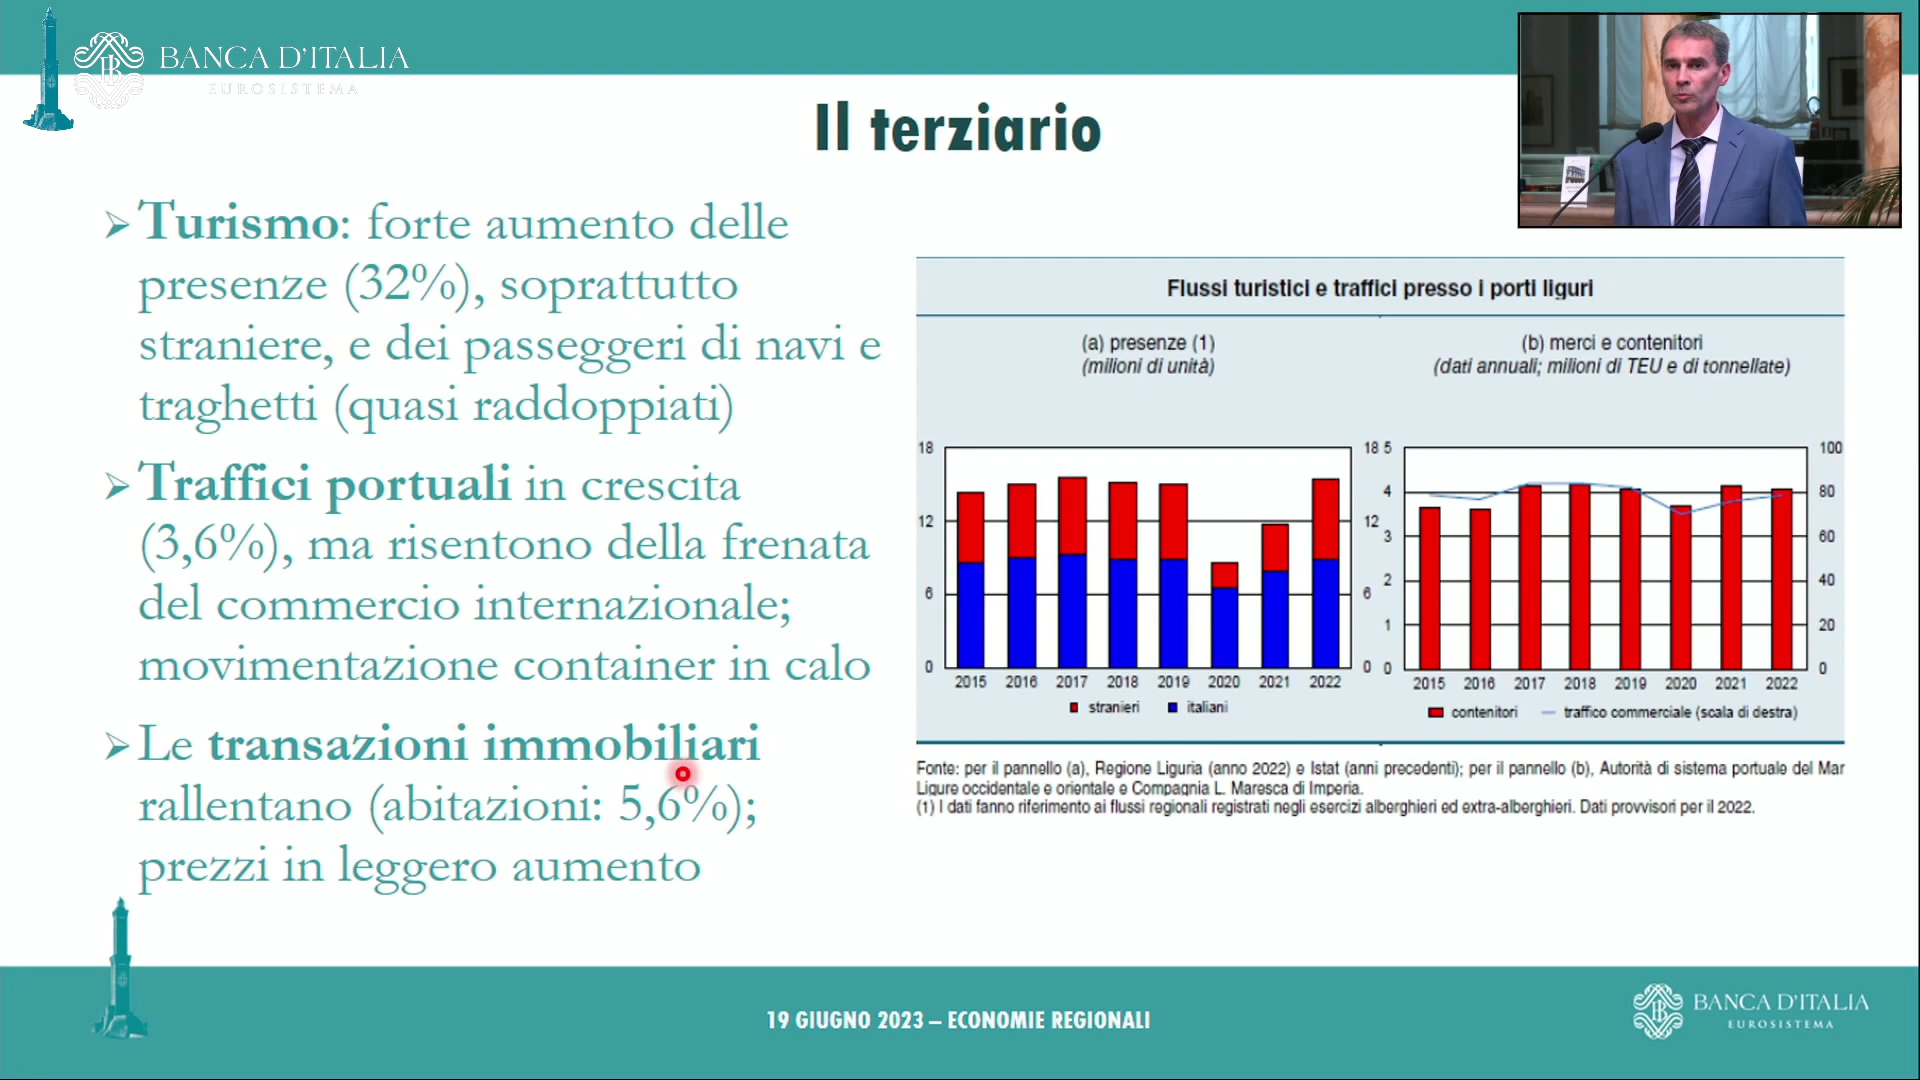 BANCA D'ITALIA
EUROSISTEMA
Il terziario
Turismo: forte aumento delle
presenze (32%), soprattutto
straniere, e dei passeggeri di navi e
traghetti (quasi raddoppiati)
Traffici portuali in crescita
(3,6%), ma risentono della frenata
del commercio internazionale;
movimentazione container in calo
Le transazioni immobiliari
rallentano (abitazioni: 5,6%);
prezzi in leggero aumento
Flussi turistici e traffici presso i porti liguri
(a) presenze (1)
(milioni di unità)
18 18
12 12
6 6
0 0
2015 2016 2017 2018 2019 2020 2021 2022
stranieri italiani
(b) merci e contenitori
(dati annuali; milioni di TEU e di tonnellate)
5 100
4 80
3 60
2 40
1 20
0 0
2015 2016 2017 2018 2019 2020 2021 2022
contenitori traffico commerciale (scala di destra)
Fonte: per il pannello (a), Regione Liguria (anno 2022) e Istat (anni precedenti); per il pannello (b), Autorità di sistema portuale del Mar
Ligure occidentale e orientale e Compagnia L. Maresca di Imperia.
(1) I dati fanno riferimento ai flussi regionali registrati negli esercizi alberghieri ed extra-alberghieri. Dati provvisori per il 2022.
19 GIUGNO 2023 – ECONOMIE REGIONALI
BANCA D'ITALIA
EUROSISTEMA